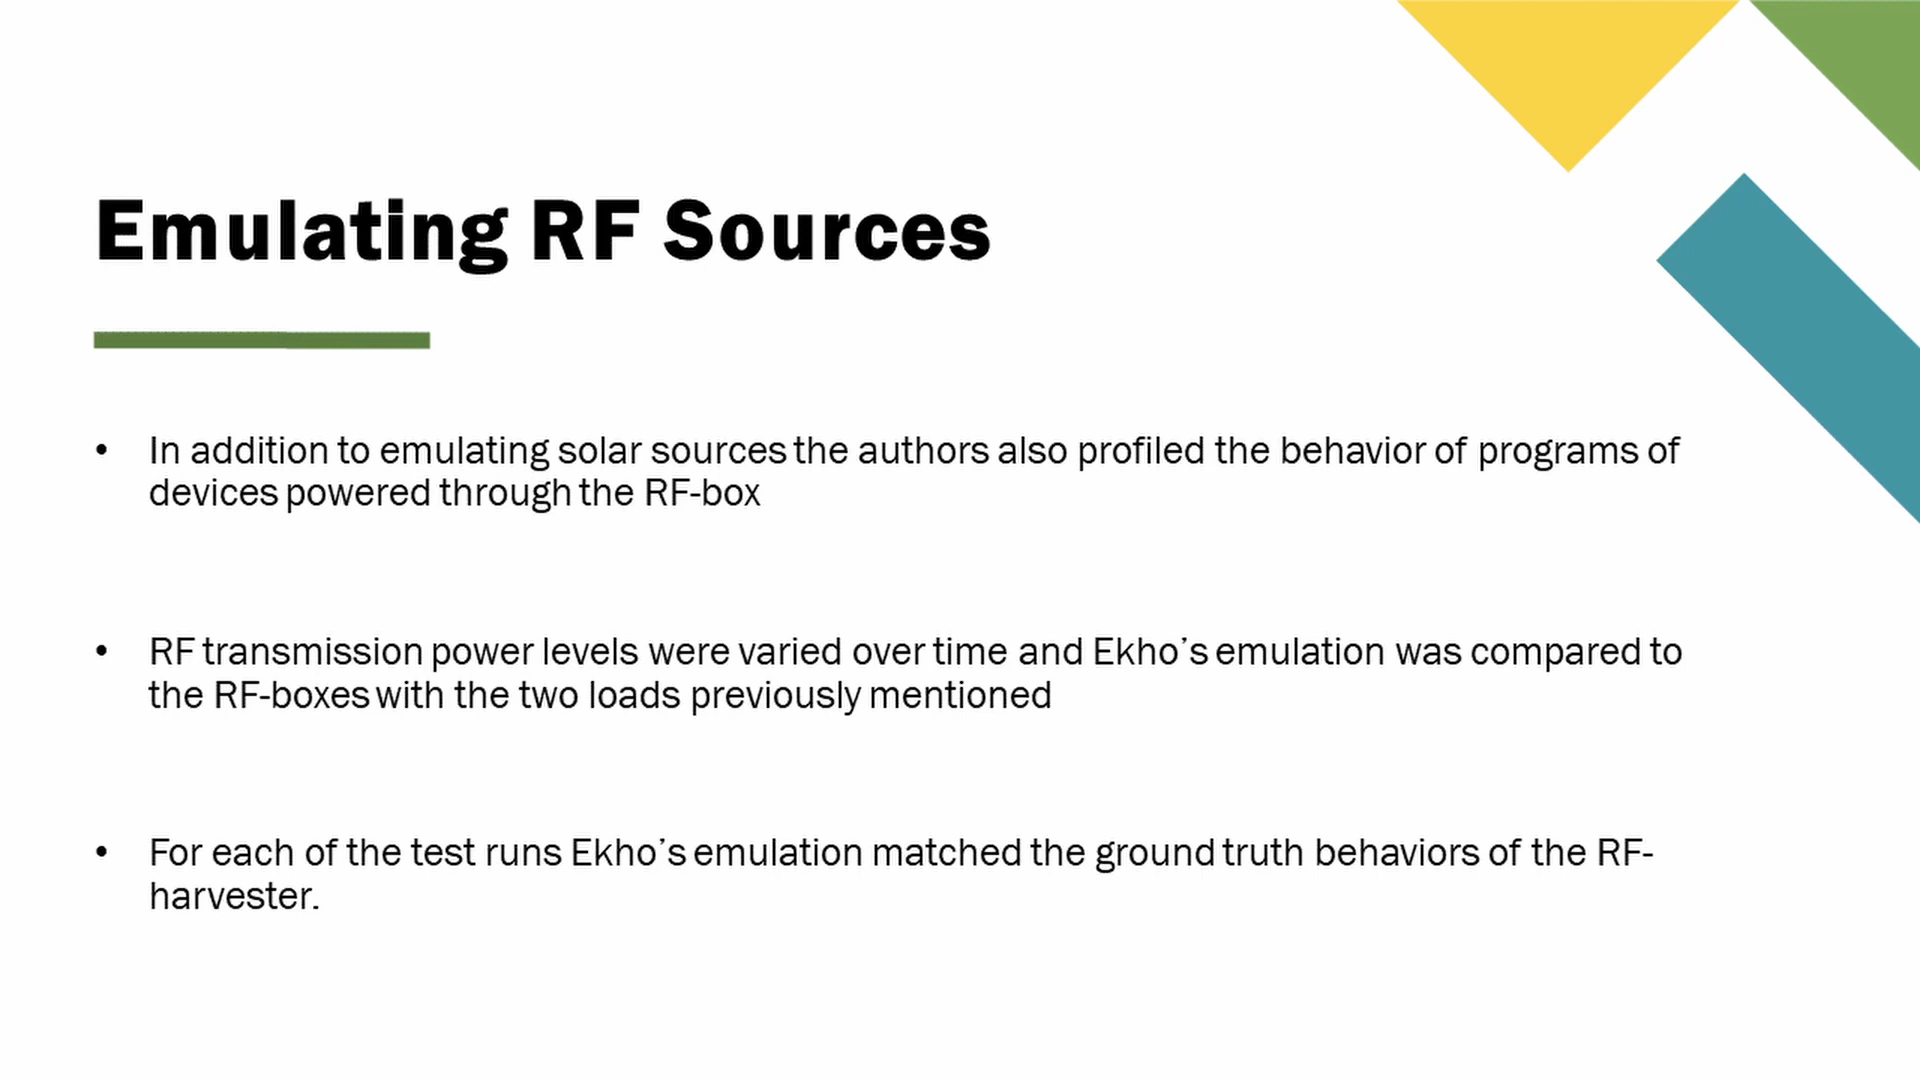 Emulating RF Sources
• In addition to emulating solar sources the authors also profiled the behavior of programs of
devices powered through the RF-box
• RF transmission power levels were varied over time and Ekho’s emulation was compared to
the RF-boxes with the two loads previously mentioned
• For each of the test runs Ekho’s emulation matched the ground truth behaviors of the RF-
harvester.